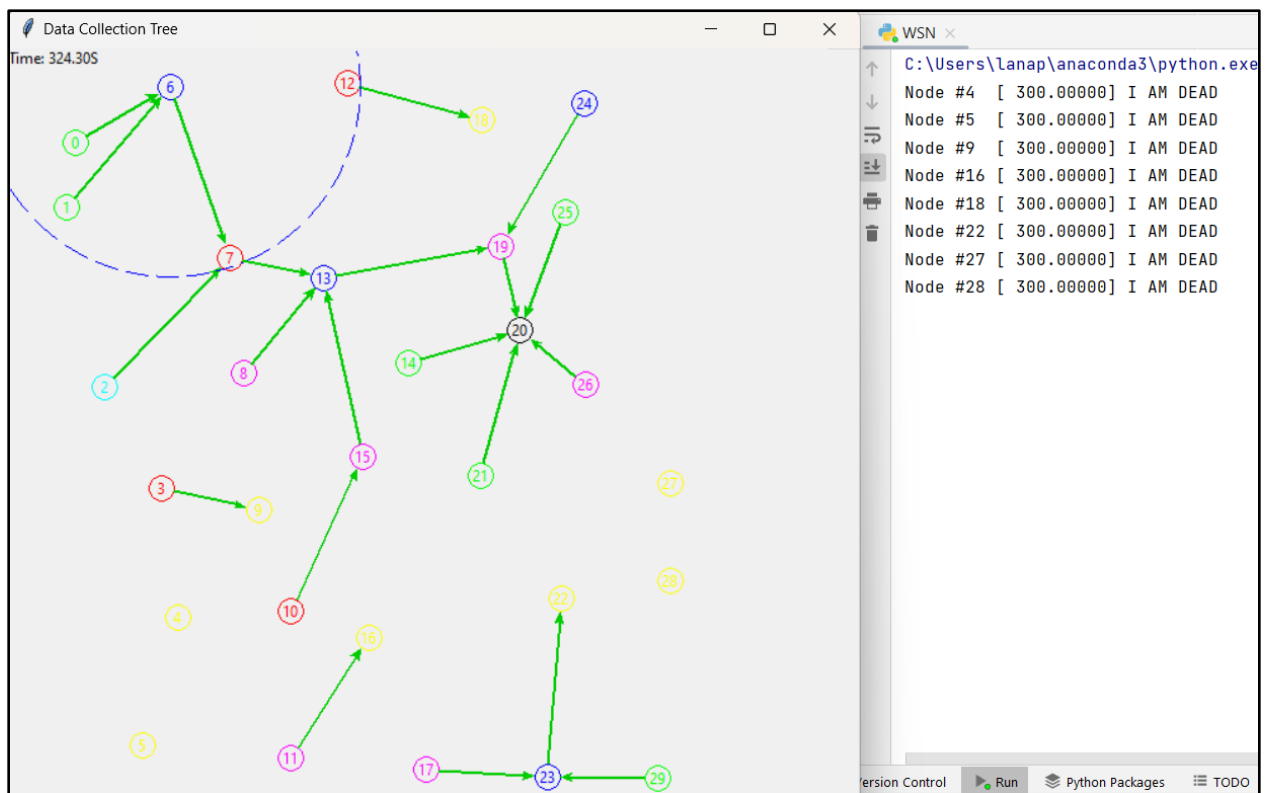 Data Collection Tree
Time: 324.30S
6
12
24
18
0
1
25
19
7
13
20
14
8
26
2
15
21
27
3
9
28
22
10
4
16
5
11
17
23
29
WSN
C:\Users\lanap\anaconda3\python.exe
Node #4  [ 300.00000] I AM DEAD
Node #5  [ 300.00000] I AM DEAD
Node #9  [ 300.00000] I AM DEAD
Node #16 [ 300.00000] I AM DEAD
Node #18 [ 300.00000] I AM DEAD
Node #22 [ 300.00000] I AM DEAD
Node #27 [ 300.00000] I AM DEAD
Node #28 [ 300.00000] I AM DEAD
ersion Control Run Python Packages TODO